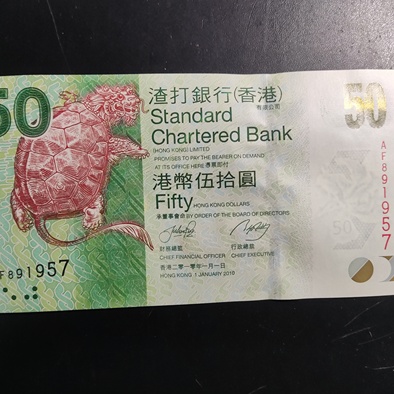 50
渣打銀行(香港)
有限公司
Standard
Chartered Bank
(HONG KONG) LIMITED
PROMISES TO PAY THE BEARER ON DEMAND
AT ITS OFFICE HERE 憑票即付
港幣伍拾圓
Fifty HONG KONG DOLLARS
承董事會命 BY ORDER OF THE BOARD OF DIRECTORS
財務總監 行政總裁
CHIEF FINANCIAL OFFICER CHIEF EXECUTIVE
香港二零一零年一月一日
HONG KONG 1 JANUARY 2010
AF891957
50
AF891957
50